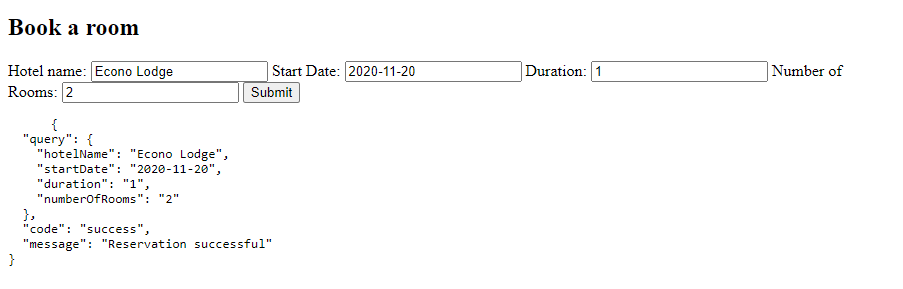 Book a room
Hotel name: Econo Lodge Start Date: 2020-11-20 Duration: 1 Number of
Rooms: 2 Submit
{
"query": {
"hotelName": "Econo Lodge",
"startDate": "2020-11-20",
"duration": "1",
"numberOfRooms": "2"
},
"code": "success",
"message": "Reservation successful"
}